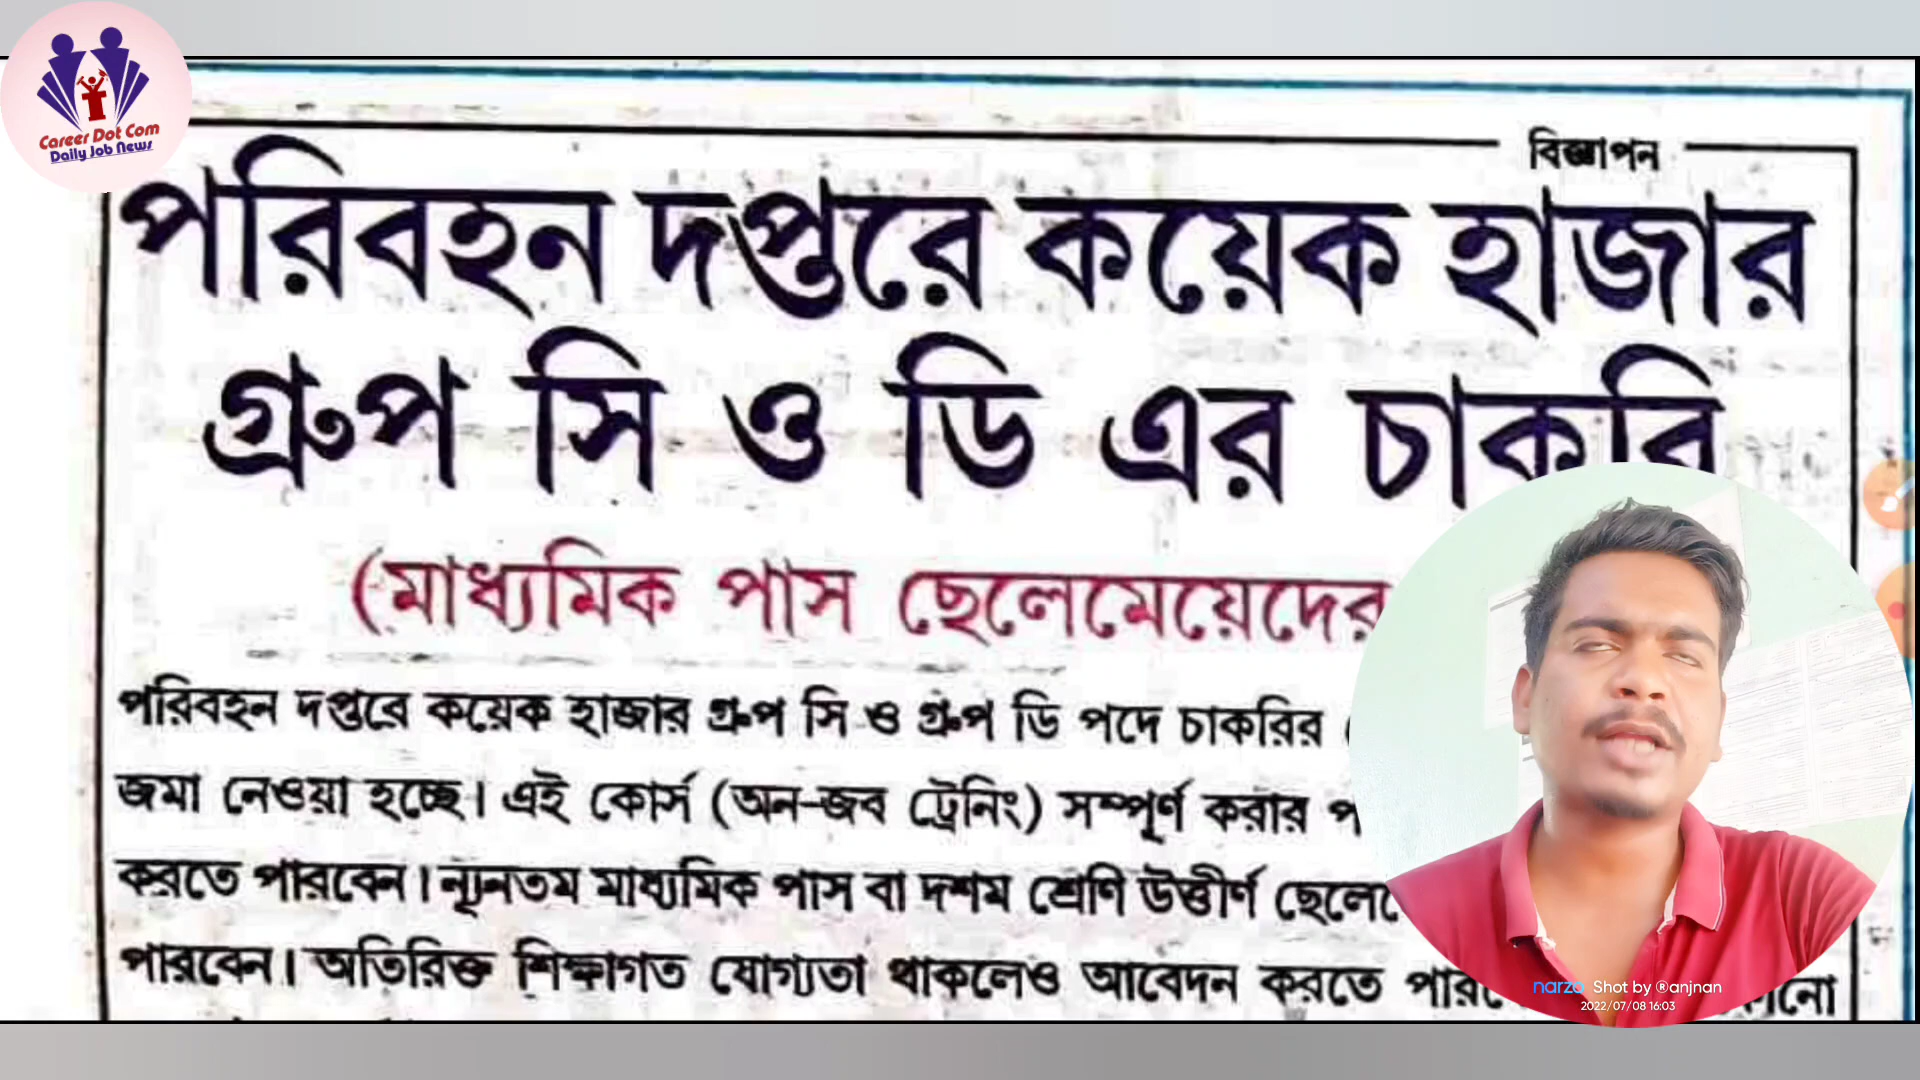 Career Dot Com
Daily Job News
বিজ্ঞাপন
পরিবহন দপ্তরে কয়েক হাজার
গ্রুপ সি ও ডি এর চাকরি
(মাধ্যমিক পাস ছেলেমেয়েদের
পরিবহন দপ্তরে কয়েক হাজার গ্রুপ সি ও গ্রুপ ডি পদে চাকরির
জমা নেওয়া হচ্ছে। এই কোর্স (অন-জব ট্রেনিং) সম্পূর্ণ করার প
করতে পারবেন। ন্যূনতম মাধ্যমিক পাস বা দশম শ্রেণি উত্তীর্ণ
পারবেন। অতিরিক্ত শিক্ষাগত যোগ্যতা থাকলেও আবেদন করতে
narzo Shot by ®anjnan
2022/07/08 16:03